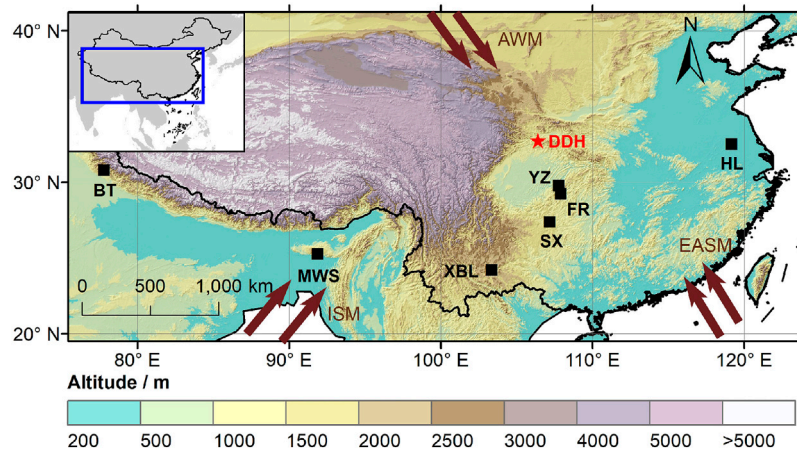 40° N
AWM
DDH
HL
YZ
30° N
BT
FR
SX
EASM
MWS
XBL
0 500 1,000 km
ISM
20° N
80° E 90° E 100° E 110° E 120° E
Altitude / m
200 500 1000 1500 2000 2500 3000 4000 5000 >5000